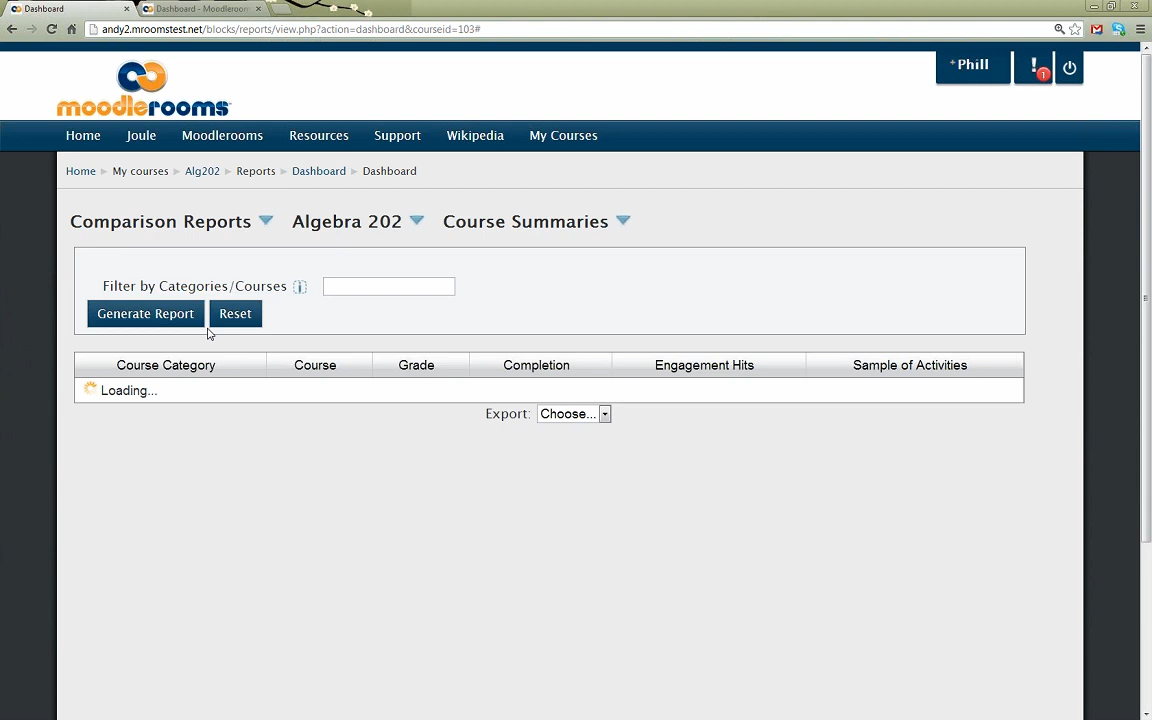 Dashboard
Dashboard - Moodleroom
andy2.mroomstest.net/blocks/reports/view.php?action=dashboard&courseid=103#
moodlerooms
Phill
!
1
Home Joule Moodlerooms Resources Support Wikipedia My Courses
Home My courses Alg202 Reports Dashboard Dashboard
Comparison Reports Algebra 202 Course Summaries
Filter by Categories/Courses i
Generate Report Reset
Course Category Course Grade Completion Engagement Hits Sample of Activities
Loading...
Export: Choose...